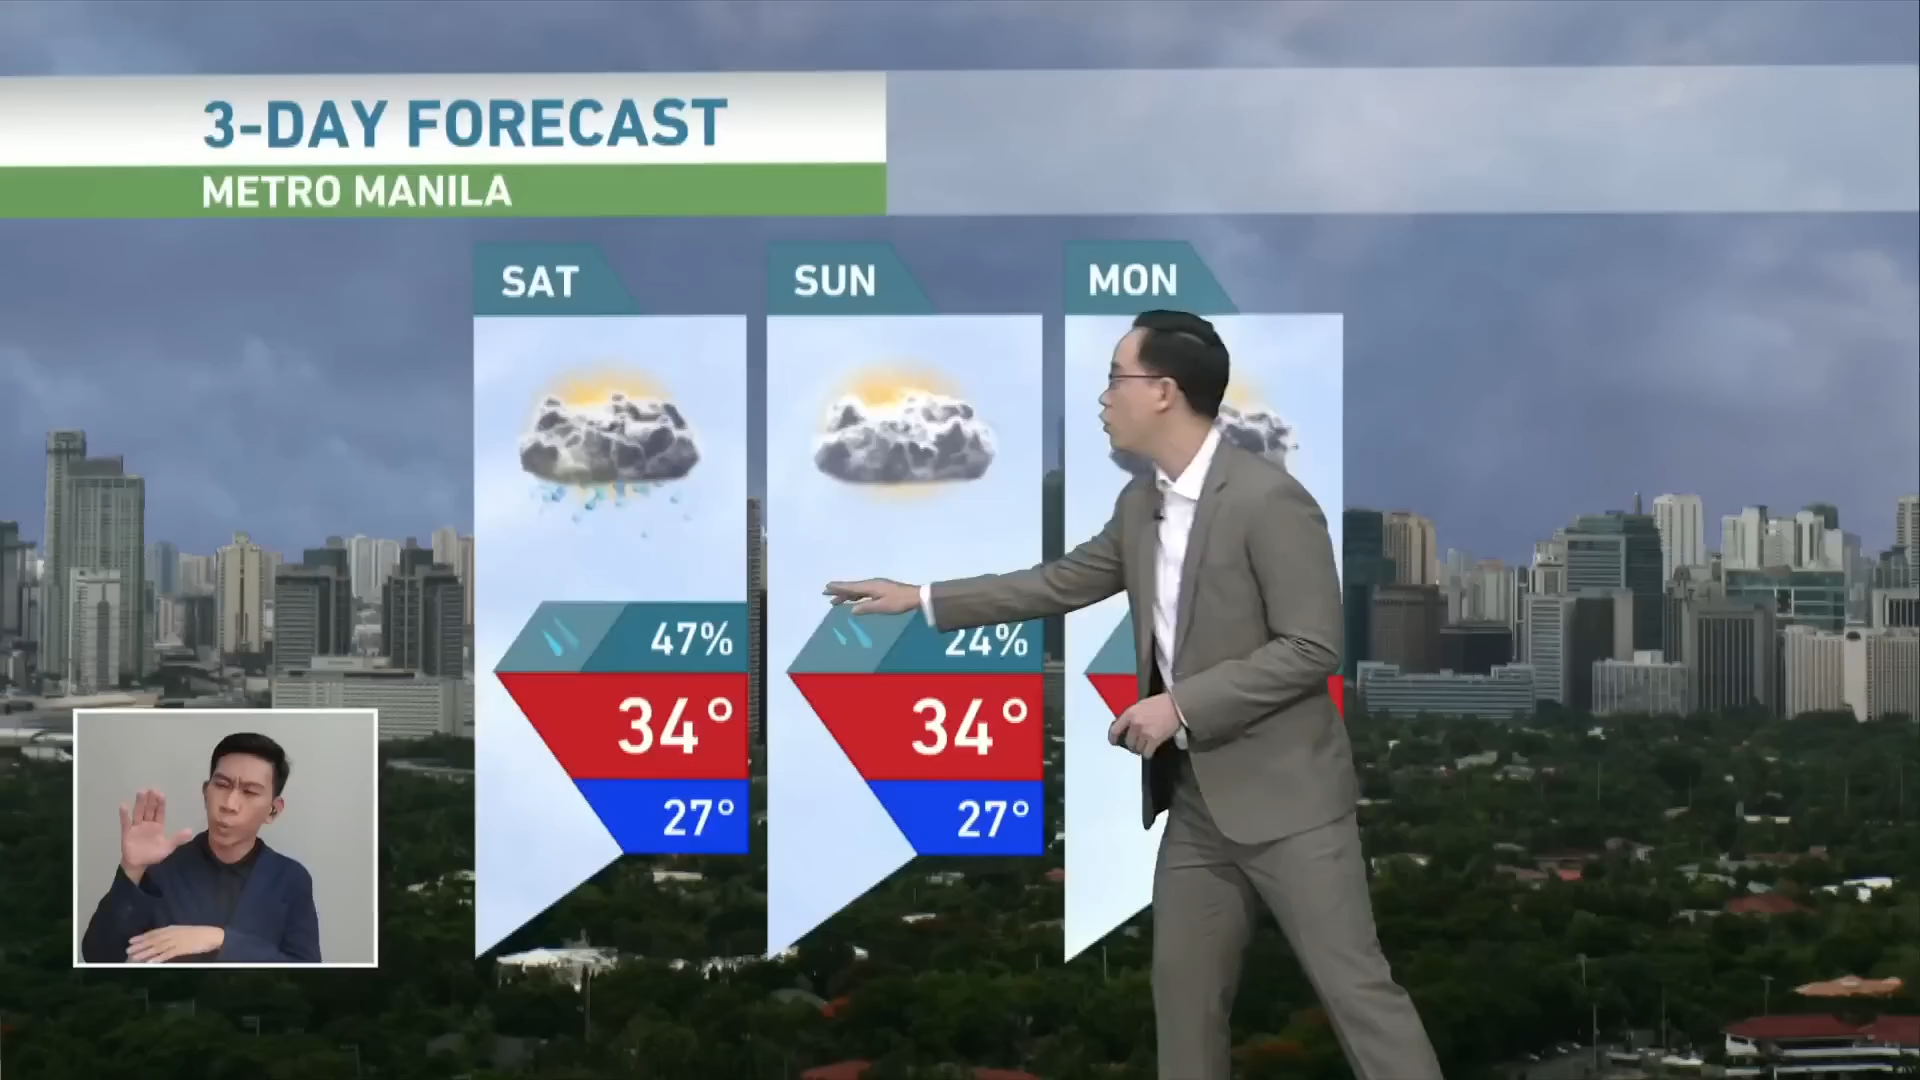 3-DAY FORECAST
METRO MANILA
SAT
47%
34°
27°
SUN
24%
34°
27°
MON